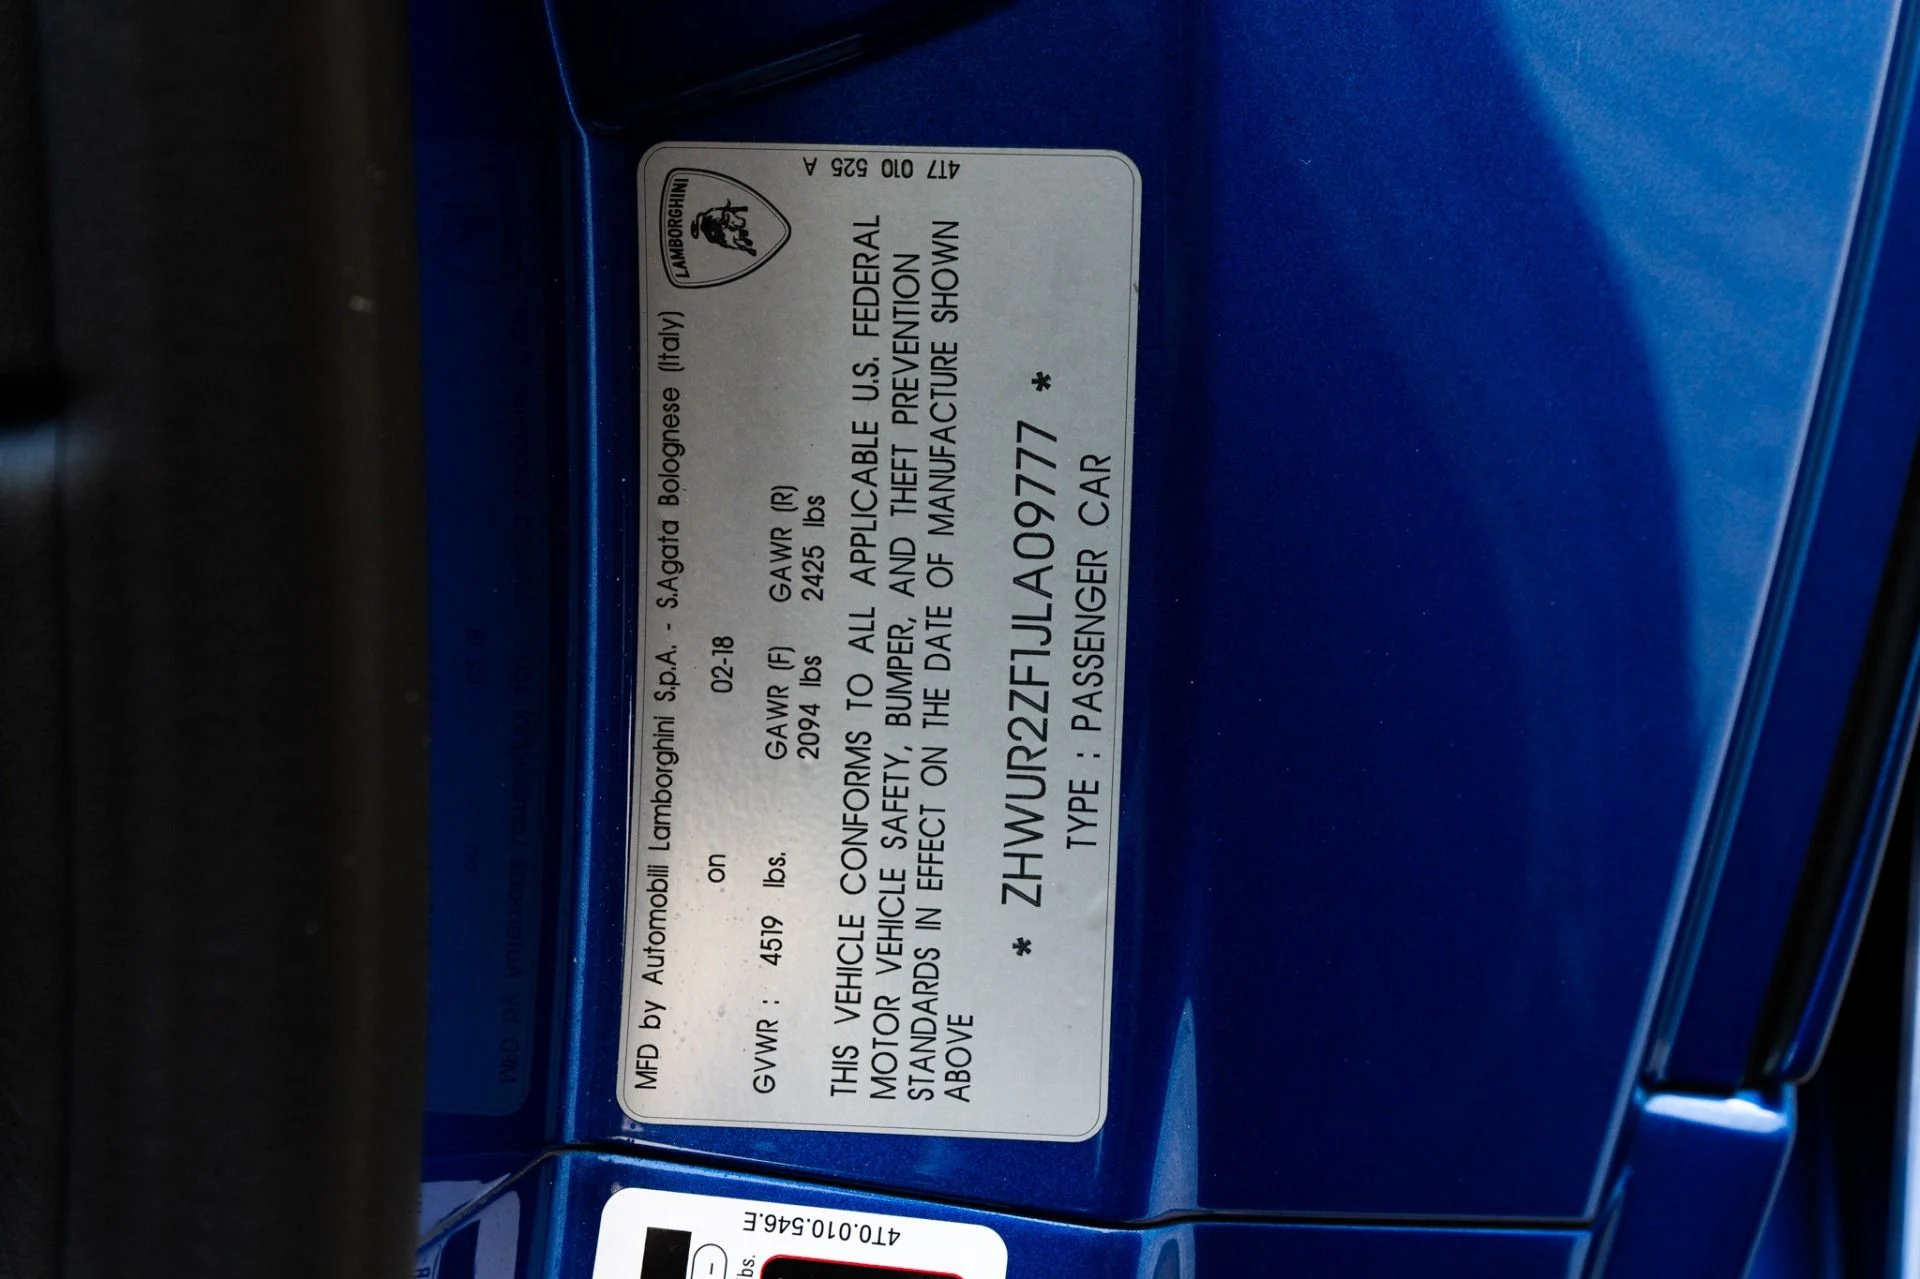 LAMBORGHINI
4T7 010 525 A
MFD by Automobili Lamborghini S.p.A. - S.Agata Bolognese (Italy)
on 02-18
GVWR : 4519 lbs. GAWR (F) GAWR (R)
2094 lbs 2425 lbs
THIS VEHICLE CONFORMS TO ALL APPLICABLE U.S. FEDERAL
MOTOR VEHICLE SAFETY, BUMPER, AND THEFT PREVENTION
STANDARDS IN EFFECT ON THE DATE OF MANUFACTURE SHOWN
ABOVE
* ZHWUR2ZF1JLA09777 *
TYPE : PASSENGER CAR
4T0.010.546.E
lbs.